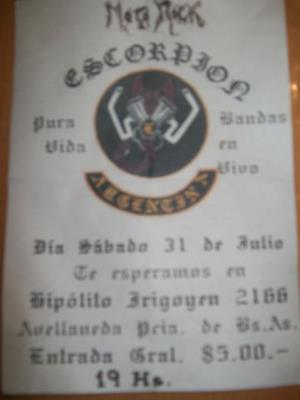 Moto Rock
ESCORPION
Pura Vida
Bandas en Vivo
ARGENTINA
Día Sábado 31 de Julio
Te esperamos en
Hipólito Irigoyen 2166
Avellaneda Pcia. de Bs.As.
Entrada Gral. $5.00.-
19 Hs.